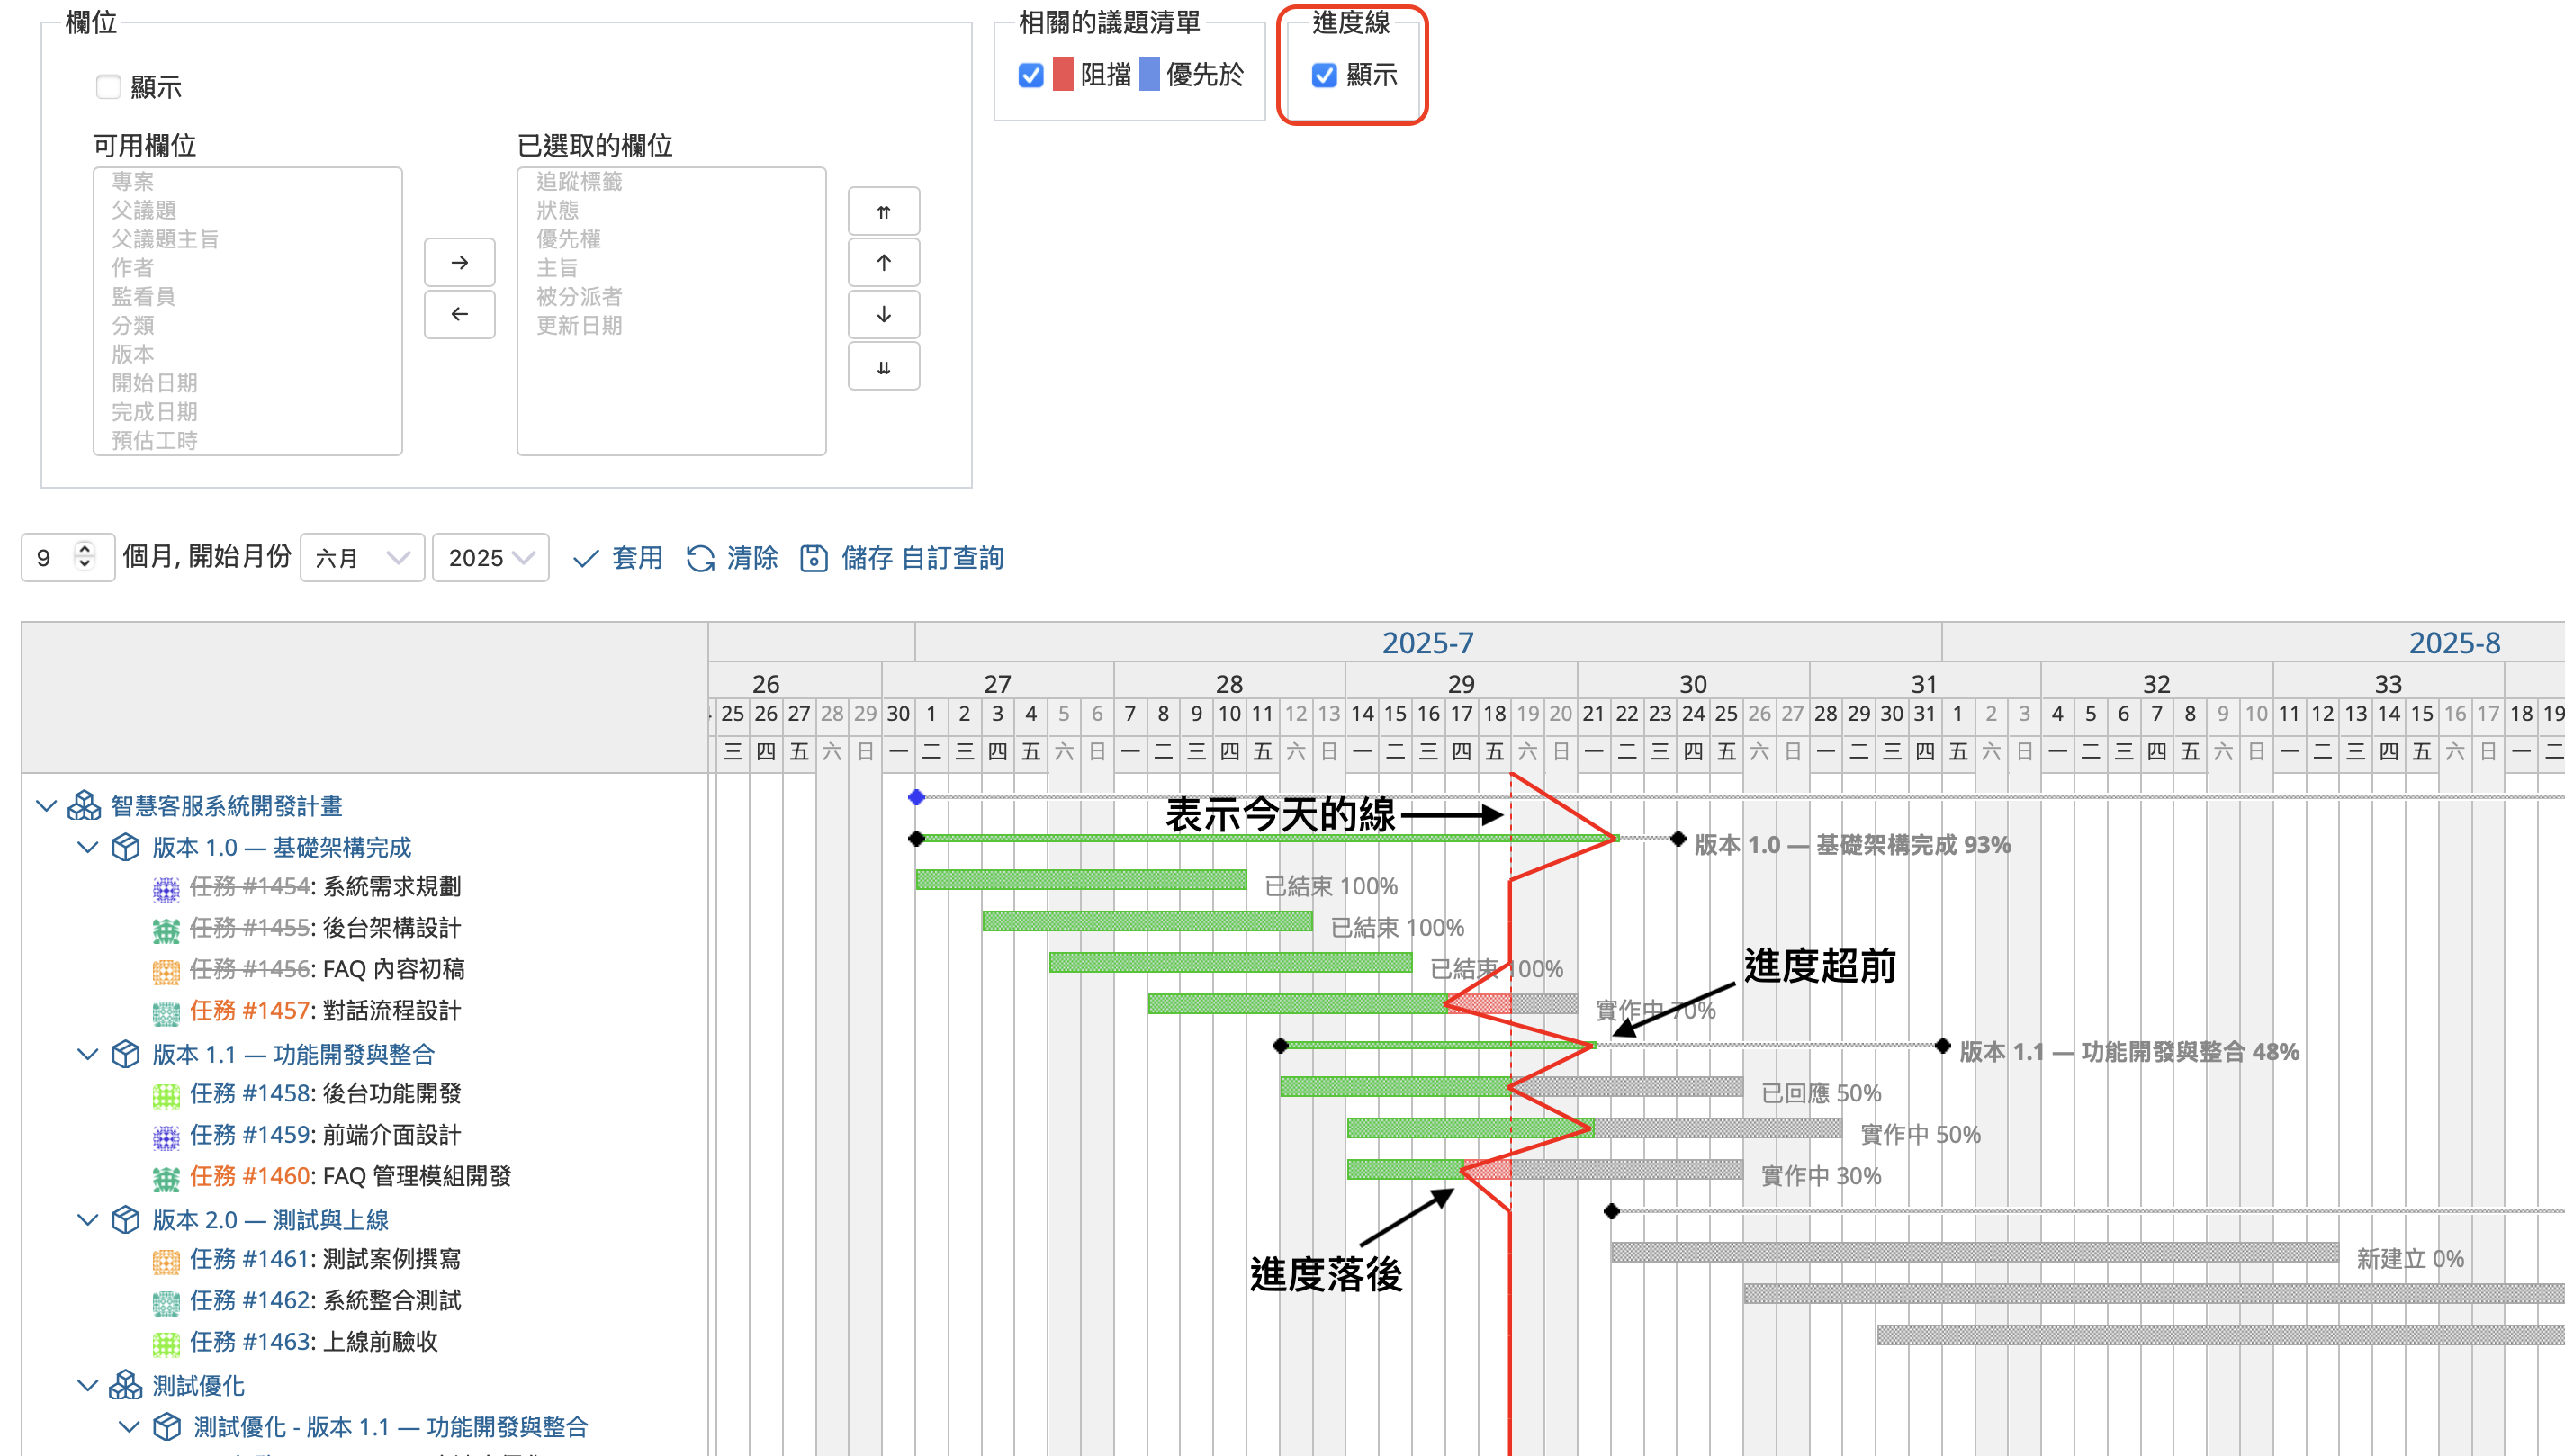 欄位
相關的議題清單
進度線
顯示
阻擋 優先於
顯示
可用欄位
已選取的欄位
專案
父議題
父議題主旨
作者
監看員
分類
版本
開始日期
完成日期
預估工時
→
←
追蹤標籤
狀態
優先權
主旨
被分派者
更新日期
⇈
↑
↓
⇊
9 個月, 開始月份 六月 2025 套用 清除 儲存 自訂查詢
2025-7 2025-8
26 27 28 29 30 31 32 33
25 26 27 28 29 30 1 2 3 4 5 6 7 8 9 10 11 12 13 14 15 16 17 18 19 20 21 22 23 24 25 26 27 28 29 30 31 1 2 3 4 5 6 7 8 9 10 11 12 13 14 15 16 17 18 19
三 四 五 六 日 一 二 三 四 五 六 日 一 二 三 四 五 六 日 一 二 三 四 五 六 日 一 二 三 四 五 六 日 一 二 三 四 五 六 日 一 二 三 四 五 六 日 一 二 三 四 五 六 日 一 二
智慧客服系統開發計畫
表示今天的線
版本 1.0 — 基礎架構完成 版本 1.0 — 基礎架構完成 93%
任務 #1454: 系統需求規劃 已結束 100%
任務 #1455: 後台架構設計 已結束 100%
任務 #1456: FAQ 內容初稿 已結束 100%
進度超前
任務 #1457: 對話流程設計 實作中 70%
版本 1.1 — 功能開發與整合 版本 1.1 — 功能開發與整合 48%
任務 #1458: 後台功能開發 已回應 50%
任務 #1459: 前端介面設計 實作中 50%
任務 #1460: FAQ 管理模組開發 實作中 30%
版本 2.0 — 測試與上線
任務 #1461: 測試案例撰寫 新建立 0%
進度落後
任務 #1462: 系統整合測試
任務 #1463: 上線前驗收
測試優化
測試優化 - 版本 1.1 — 功能開發與整合